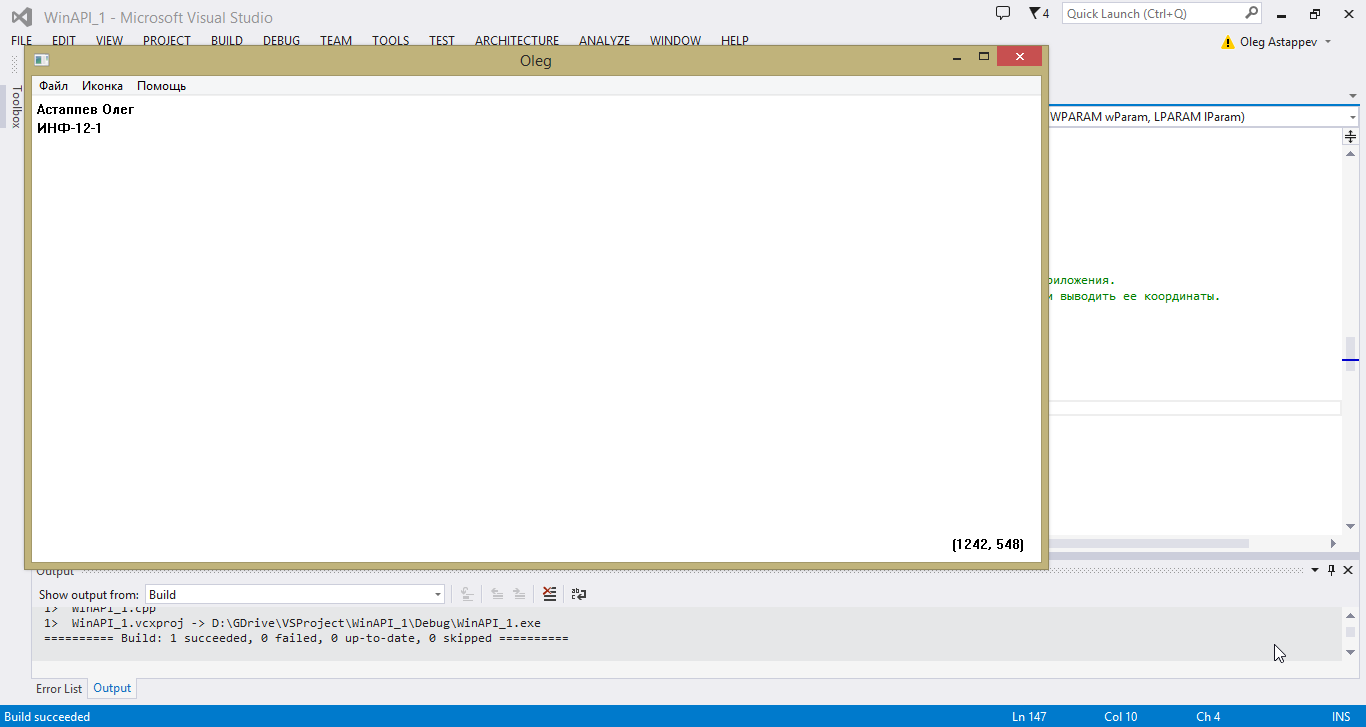 WinAPI_1 - Microsoft Visual Studio
4
Quick Launch (Ctrl+Q)
FILE EDIT VIEW PROJECT BUILD DEBUG TEAM TOOLS TEST ARCHITECTURE ANALYZE WINDOW HELP
Oleg Astappev
Oleg
Toolbox
Файл Иконка Помощь
Астаппев Олег
ИНФ-12-1
WPARAM wParam, LPARAM lParam)
риложения.
и выводить ее координаты.
(1242, 548)
Output
Show output from: Build
1> WinAPI_1.cpp
1> WinAPI_1.vcxproj -> D:\GDrive\VSProject\WinAPI_1\Debug\WinAPI_1.exe
========== Build: 1 succeeded, 0 failed, 0 up-to-date, 0 skipped ==========
Error List Output
Build succeeded Ln 147 Col 10 Ch 4 INS